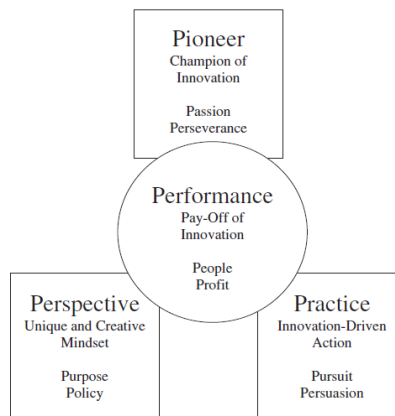 Pioneer
Champion of
Innovation
Passion
Perseverance
Performance
Pay-Off of
Innovation
People
Profit
Perspective
Unique and Creative
Mindset
Purpose
Policy
Practice
Innovation-Driven
Action
Pursuit
Persuasion